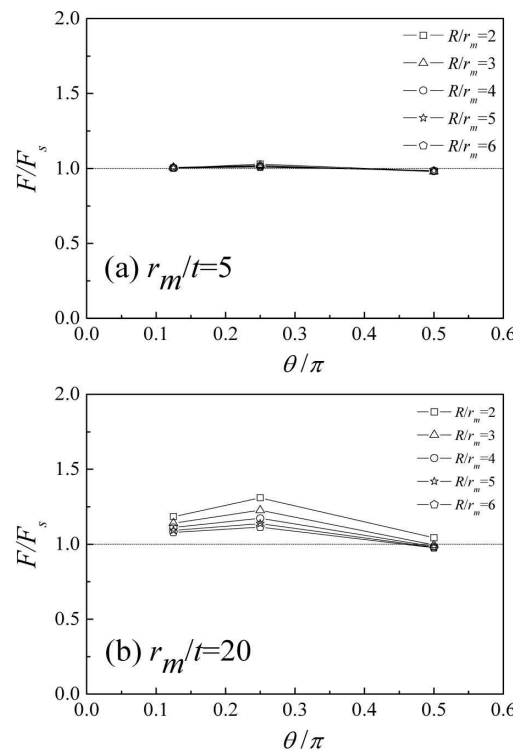 2.0
1.5
1.0
0.5
0.0
F/F_s
R/r_m=2
R/r_m=3
R/r_m=4
R/r_m=5
R/r_m=6
(a) r_m/t=5
0.0 0.1 0.2 0.3 0.4 0.5 0.6
θ/π
2.0
1.5
1.0
0.5
0.0
F/F_s
R/r_m=2
R/r_m=3
R/r_m=4
R/r_m=5
R/r_m=6
(b) r_m/t=20
0.0 0.1 0.2 0.3 0.4 0.5 0.6
θ/π